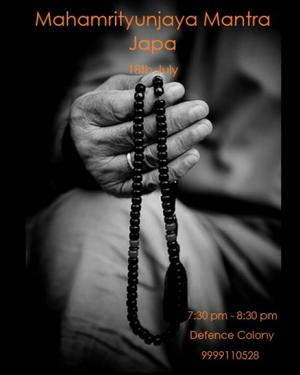 Mahamrityunjaya Mantra
Japa
18th July
7:30 pm - 8:30 pm
Defence Colony
9999110528